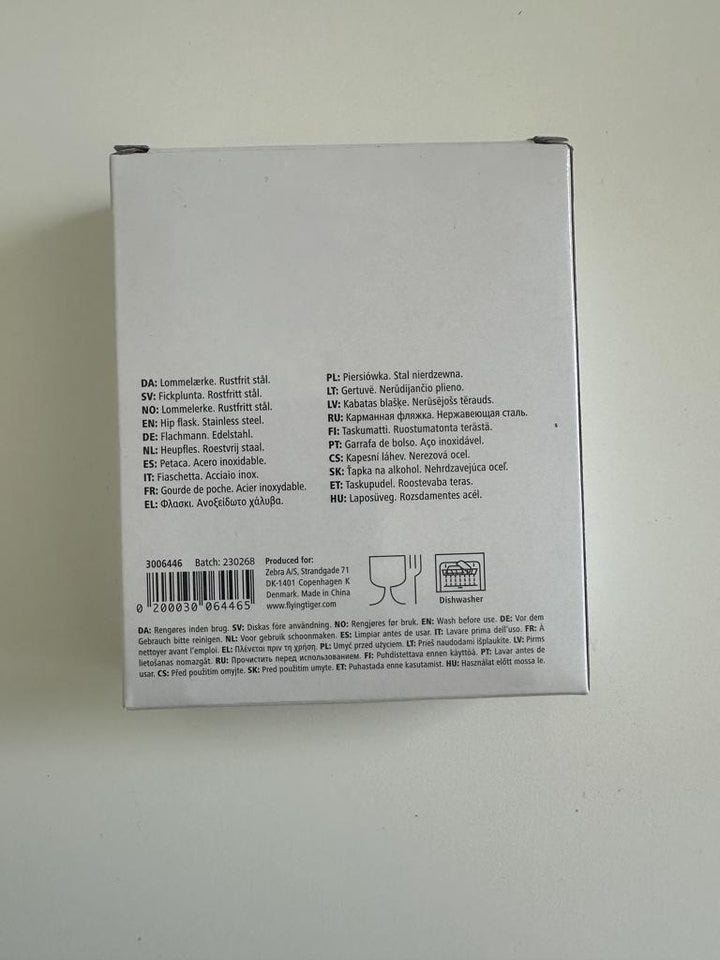 DA: Lommelærke. Rustfrit stål.
SV: Fickplunta. Rostfritt stål.
NO: Lommelerke. Rustfritt stål.
EN: Hip flask. Stainless steel.
DE: Flachmann. Edelstahl.
NL: Heupfles. Roestvrij staal.
ES: Petaca. Acero inoxidable.
IT: Fiaschetta. Acciaio inox.
FR: Gourde de poche. Acier inoxydable.
EL: Φλασκι. Ανοξείδωτο χάλυβα.
PL: Piersiówka. Stal nierdzewna.
LT: Gertuvė. Nerūdijančio plieno.
LV: Kabatas blašķe. Nerūsējošs tērauds.
RU: Карманная фляжка. Нержавеющая сталь.
FI: Taskumatti. Ruostumatonta terästä.
PT: Garrafa de bolso. Aço inoxidável.
CS: Kapesní láhev. Nerezová ocel.
SK: Ťapka na alkohol. Nehrdzavejúca oceľ.
ET: Taskupudel. Roostevaba teras.
HU: Laposüveg. Rozsdamentes acél.
3006446 Batch: 230268
0 200030 064465
Produced for:
Zebra A/S, Strandgade 71
DK-1401 Copenhagen K
Denmark. Made in China
www.flyingtiger.com
Dishwasher
DA: Rengøres inden brug. SV: Diskas före användning. NO: Rengjøres før bruk. EN: Wash before use. DE: Vor dem
Gebrauch bitte reinigen. NL: Voor gebruik schoonmaken. ES: Limpiar antes de usar. IT: Lavare prima dell'uso. FR: À
nettoyer avant l'emploi. EL: Πλένεται πριν τη χρήση. PL: Umyć przed użyciem. LT: Prieš naudodami išplaukite. LV: Pirms
lietošanas nomazgāt. RU: Прочистить перед использованием. FI: Puhdistettava ennen käyttöä. PT: Lavar antes de
usar. CS: Před použitím omyjte. SK: Pred použitím umyte. ET: Puhastada enne kasutamist. HU: Használat előtt mossa le.